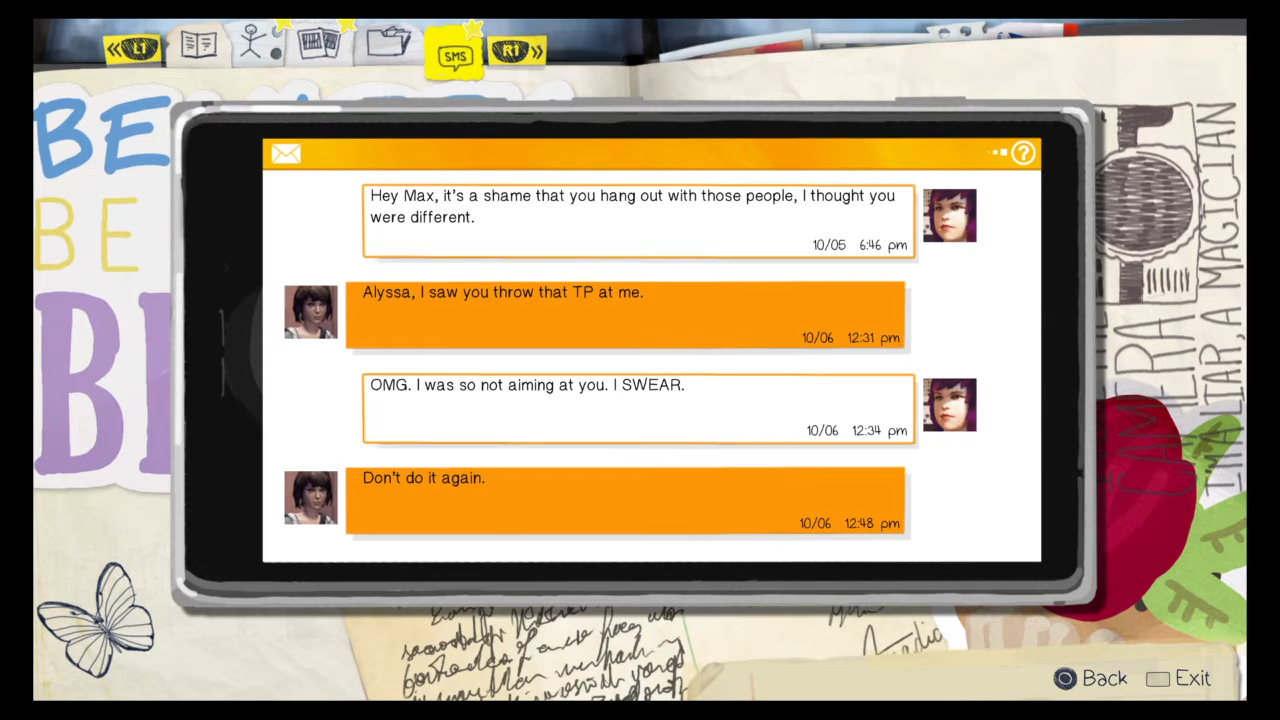 L1
SMS
R1
BE
BE
Hey Max, it's a shame that you hang out with those people, I thought you
were different.
10/05 6:46 pm
Alyssa, I saw you throw that TP at me.
10/06 12:31 pm
OMG. I was so not aiming at you. I SWEAR.
10/06 12:34 pm
Don't do it again.
10/06 12:48 pm
?
CAMERA
LIAR, A MAGICIAN
Back
Exit